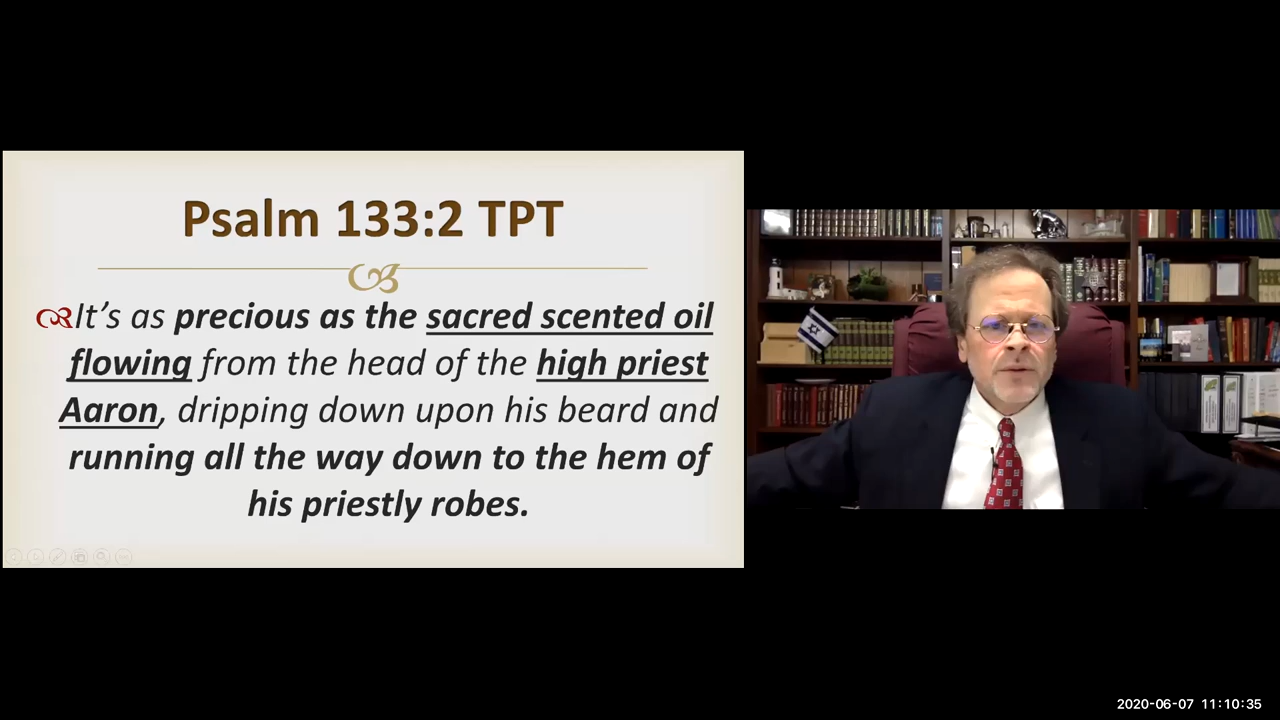 Psalm 133:2 TPT
It’s as precious as the sacred scented oil
flowing from the head of the high priest
Aaron, dripping down upon his beard and
running all the way down to the hem of
his priestly robes.
2020-06-07 11:10:35